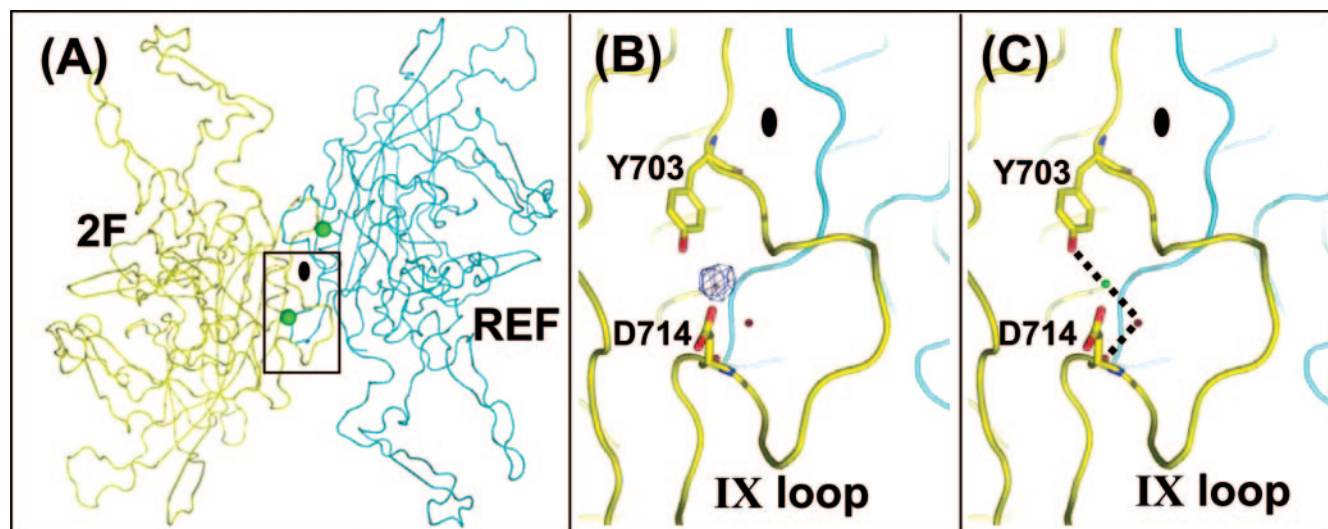 (A)
2F
REF
(B)
Y703
D714
IX loop
(C)
Y703
D714
IX loop